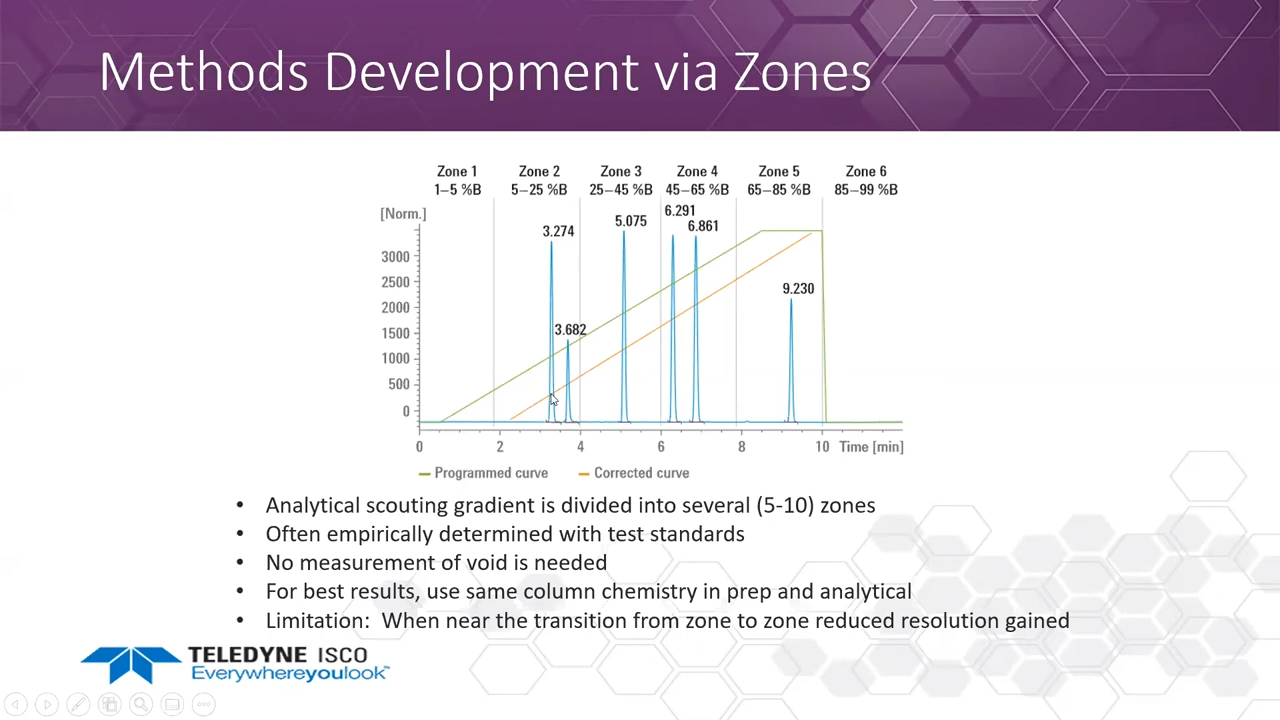 Methods Development via Zones
Zone 1 Zone 2 Zone 3 Zone 4 Zone 5 Zone 6
1–5 %B 5–25 %B 25–45 %B 45–65 %B 65–85 %B 85–99 %B
[Norm.]
6.291
3.274 5.075 6.861
3000
2500
9.230
2000
1500
3.682
1000
500
0
0 2 4 6 8 10 Time [min]
Programmed curve Corrected curve
• Analytical scouting gradient is divided into several (5-10) zones
• Often empirically determined with test standards
• No measurement of void is needed
• For best results, use same column chemistry in prep and analytical
• Limitation: When near the transition from zone to zone reduced resolution gained
TELEDYNE ISCO
Everywhereyoulook™